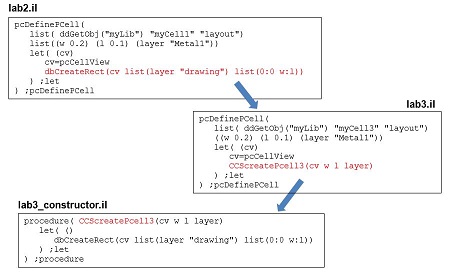 lab2.il
pcDefinePCell(
list( ddGetObj("myLib") "myCell1" "layout")
list((w 0.2) (l 0.1) (layer "Metal1"))
let( (cv)
cv=pcCellView
dbCreateRect(cv list(layer "drawing") list(0:0 w:l))
) ;let
) ;pcDefinePCell
lab3.il
pcDefinePCell(
list( ddGetObj("myLib") "myCell3" "layout")
((w 0.2) (l 0.1) (layer "Metal1")
let( (cv)
cv=pcCellView
CCScreatePcell3(cv w l layer)
) ;let
) ;pcDefinePCell
lab3_constructor.il
procedure( CCScreatePcell3(cv w l layer)
let( ()
dbCreateRect(cv list(layer "drawing") list(0:0 w:l))
) ;let
) ;procedure